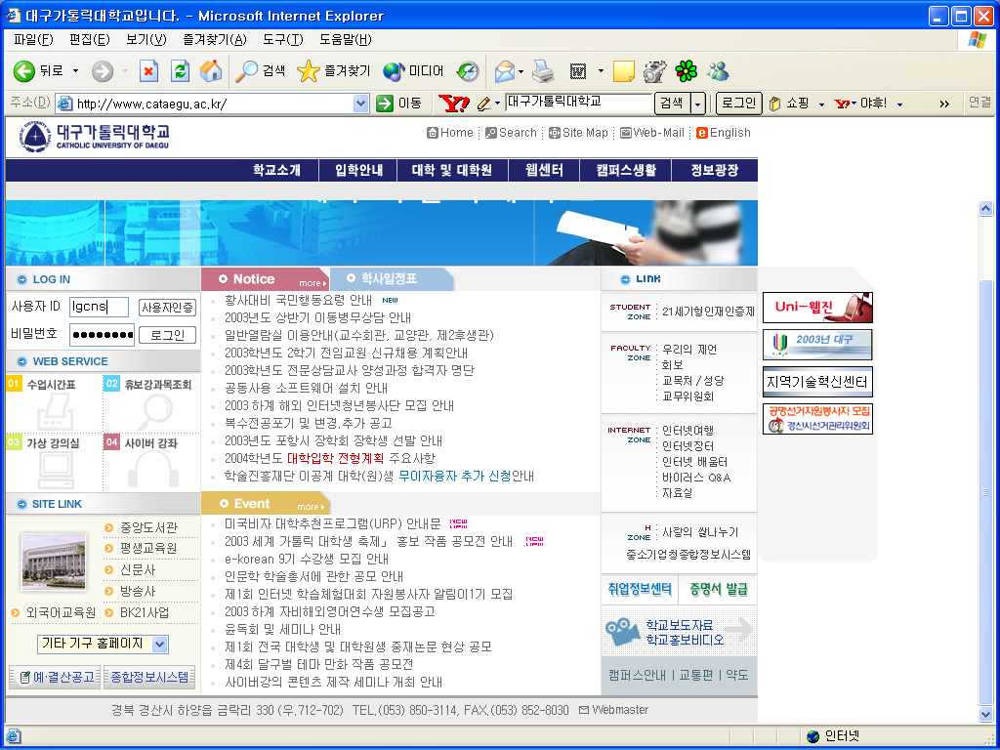 대구가톨릭대학교입니다. - Microsoft Internet Explorer
파일(F) 편집(E) 보기(V) 즐겨찾기(A) 도구(T) 도움말(H)
뒤로 검색 즐겨찾기 미디어
주소(D) http://www.cataegu.ac.kr/ 이동 Y! 대구가톨릭대학교 검색 로그인 쇼핑 야후! » 연결
대구가톨릭대학교
CATHOLIC UNIVERSITY OF DAEGU
Home Search Site Map Web-Mail English
학교소개 입학안내 대학 및 대학원 웹센터 캠퍼스생활 정보광장
LOG IN
사용자 ID lgcns 사용자인증
비밀번호 ●●●●●●●● 로그인
WEB SERVICE
01 수업시간표 02 휴보강과목조회
03 가상 강의실 04 사이버 강좌
SITE LINK
중앙도서관
평생교육원
신문사
방송사
외국어교육원 BK21사업
기타 기구 홈페이지
예·결산공고 종합정보시스템
Notice more 학사일정표
황사대비 국민행동요령 안내 NEW
2003년도 상반기 이동병무상담 안내
일반열람실 이용안내(교수회관, 교양관, 제2후생관)
2003학년도 2학기 전임교원 신규채용 계획안내
2003학년도 전문상담교사 양성과정 합격자 명단
공동사용 소프트웨어 설치 안내
2003 하계 해외 인터넷청년봉사단 모집 안내
복수전공포기 및 변경,추가 공고
2003년도 포항시 장학회 장학생 선발 안내
2004학년도 대학입학 전형계획 주요사항
학술진흥재단 이공계 대학(원)생 무이자융자 추가 신청안내
Event more
미국비자 대학추천프로그램(URP) 안내문 NEW
2003 세계 가톨릭 대학생 축제」 홍보 작품 공모전 안내 NEW
e-korean 9기 수강생 모집 안내
인문학 학술총서에 관한 공모 안내
제1회 인터넷 학습체험대회 자원봉사자 알림이1기 모집
2003 하계 자비해외영어연수생 모집공고
윤독회 및 세미나 안내
제1회 전국 대학생 및 대학원생 중재논문 현상 공모
제4회 달구벌 테마 만화 작품 공모전
사이버강의 콘텐츠 제작 세미나 개최 안내
LINK
STUDENT ZONE 21세기형인재인증제
FACULTY ZONE 우리의 제언
회보
교목처/성당
교무위원회
INTERNET ZONE 인터넷여행
인터넷장터
인터넷 배움터
바이러스 Q&A
자료실
H ZONE 사랑의 쌀나누기
중소기업청종합정보시스템
취업정보센터 증명서 발급
학교보도자료
학교홍보비디오
캠퍼스안내 | 교통편 | 약도
Uni-웹진
2003년 대구
지역기술혁신센터
공명선거자원봉사자 모집
경산시선거관리위원회
경북 경산시 하양읍 금락리 330 (우.712-702) TEL.(053) 850-3114, FAX.(053) 852-8030 Webmaster
인터넷